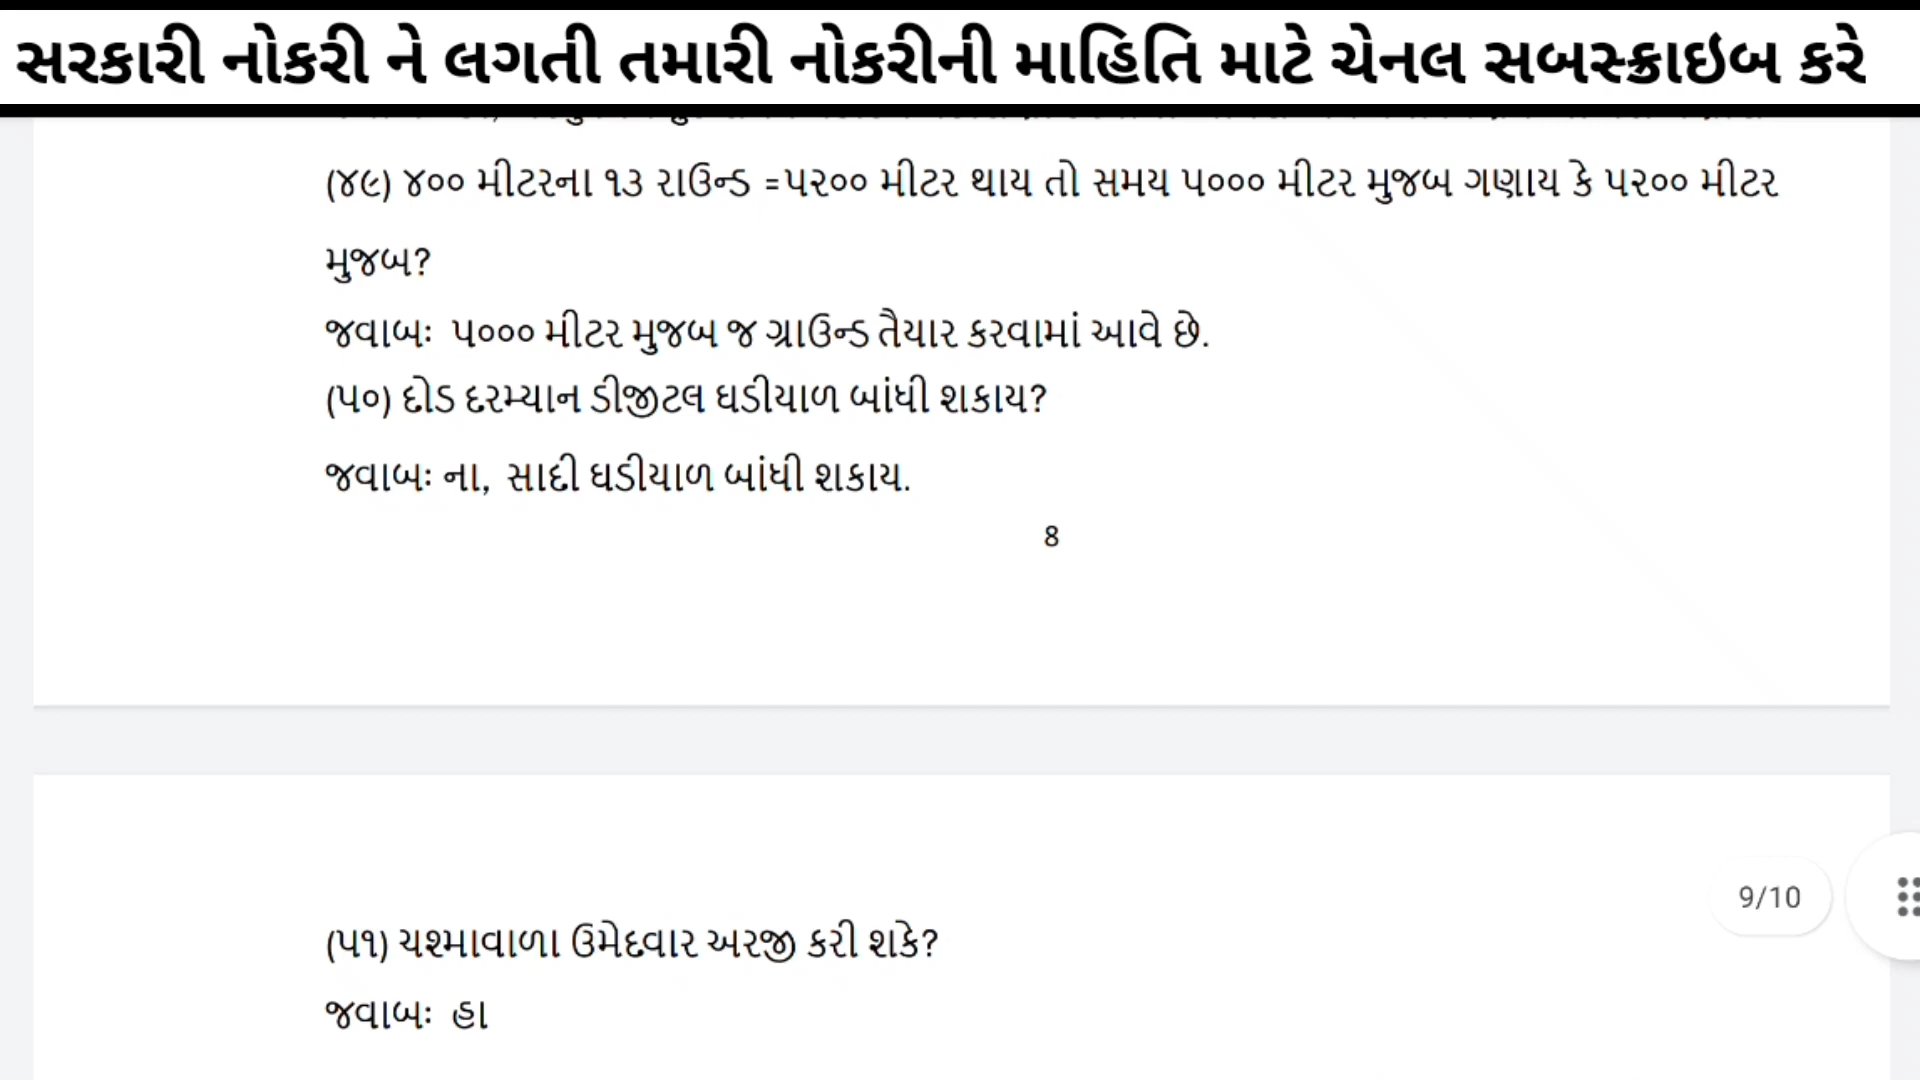 સરકારી નોકરી ને લગતી તમારી નોકરીની માહિતિ માટે ચેનલ સબસ્ક્રાઇબ કરે
(૪૯) ૪૦૦ મીટરના ૧૩ રાઉન્ડ =૫૨૦૦ મીટર થાય તો સમય ૫૦૦૦ મીટર મુજબ ગણાય કે ૫૨૦૦ મીટર
મુજબ?
જવાબઃ ૫૦૦૦ મીટર મુજબ જ ગ્રાઉન્ડ તૈયાર કરવામાં આવે છે.
(૫૦) દોડ દરમ્યાન ડીજીટલ ઘડીયાળ બાંધી શકાય?
જવાબઃ ના, સાદી ઘડીયાળ બાંધી શકાય.
8
9/10
(૫૧) ચશ્માવાળા ઉમેદવાર અરજી કરી શકે?
જવાબઃ હા